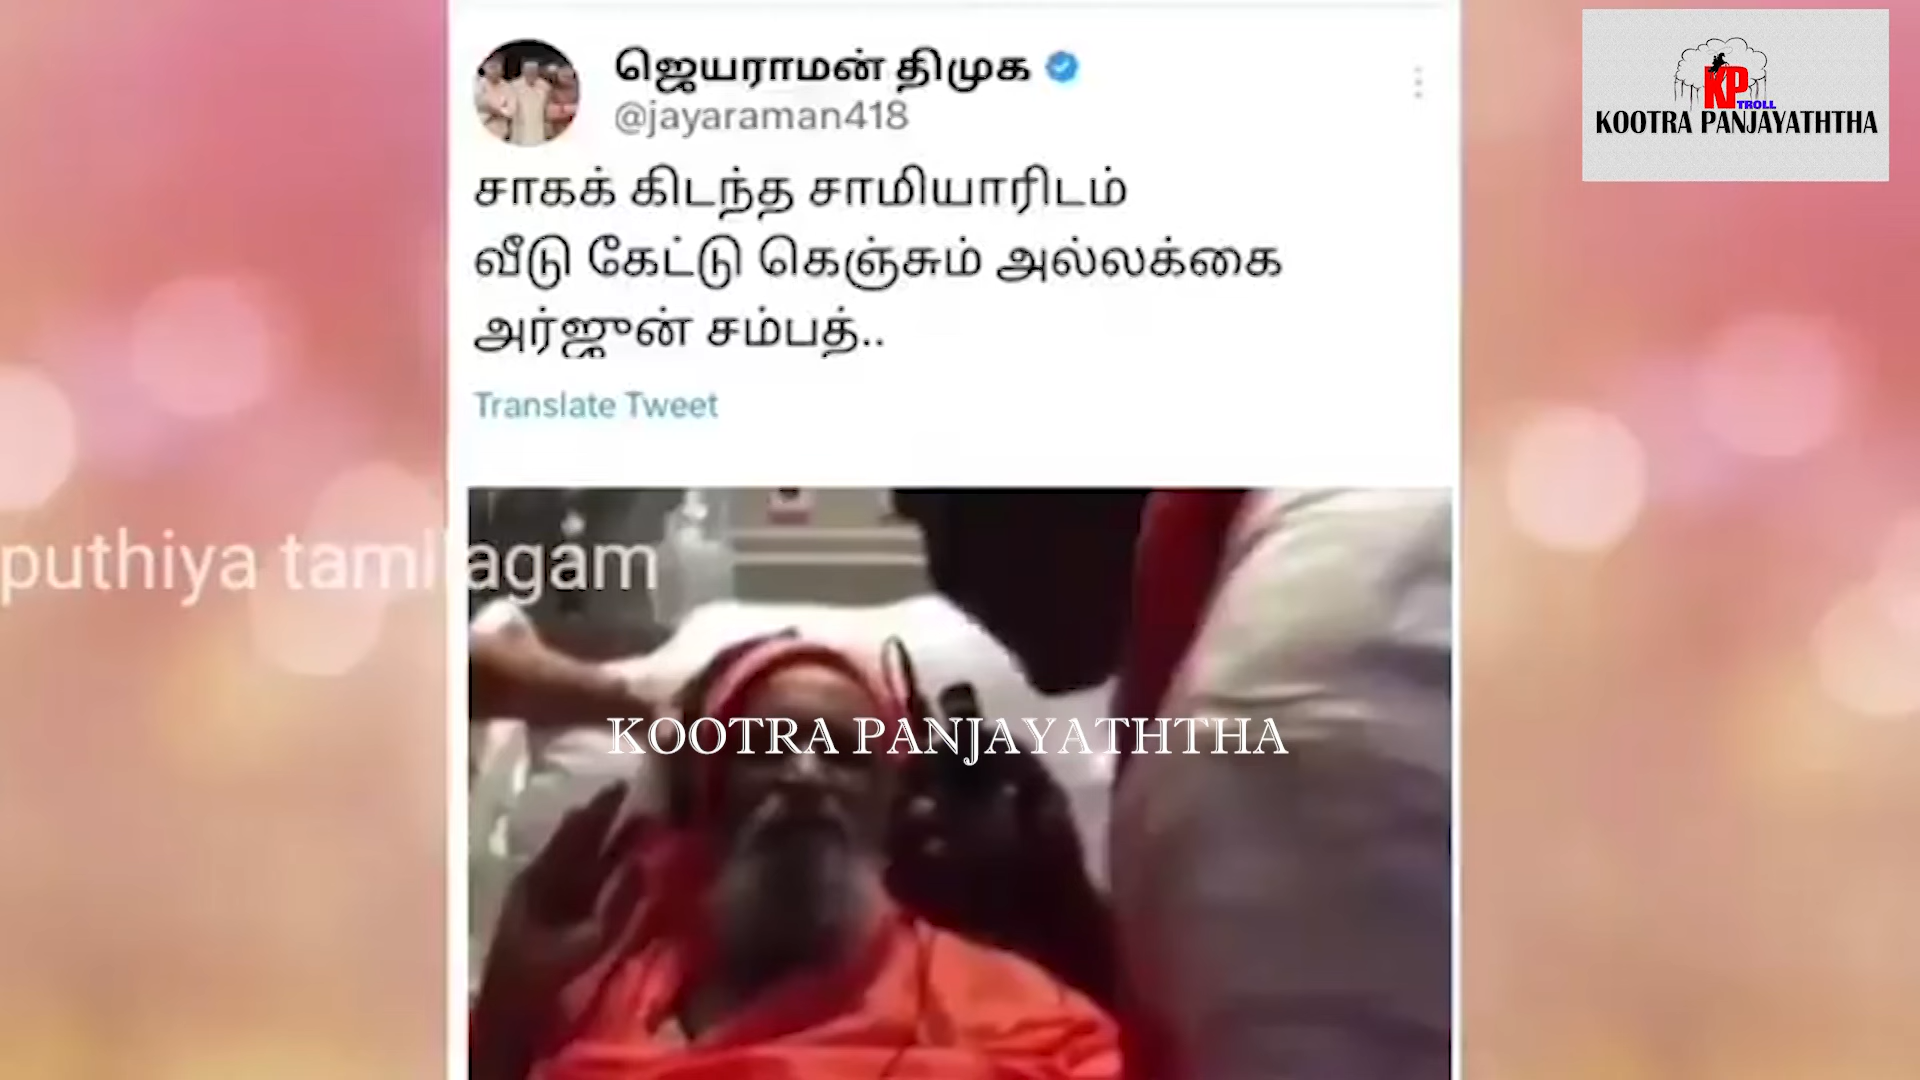 ஜெயராமன் திமுக
@jayaraman418
KP
TROLL
KOOTRA PANJAYATHTHA
சாகக் கிடந்த சாமியாரிடம்
வீடு கேட்டு கெஞ்சும் அல்லக்கை
அர்ஜுன் சம்பத்..
Translate Tweet
puthiya tamilagam
KOOTRA PANJAYATHTHA